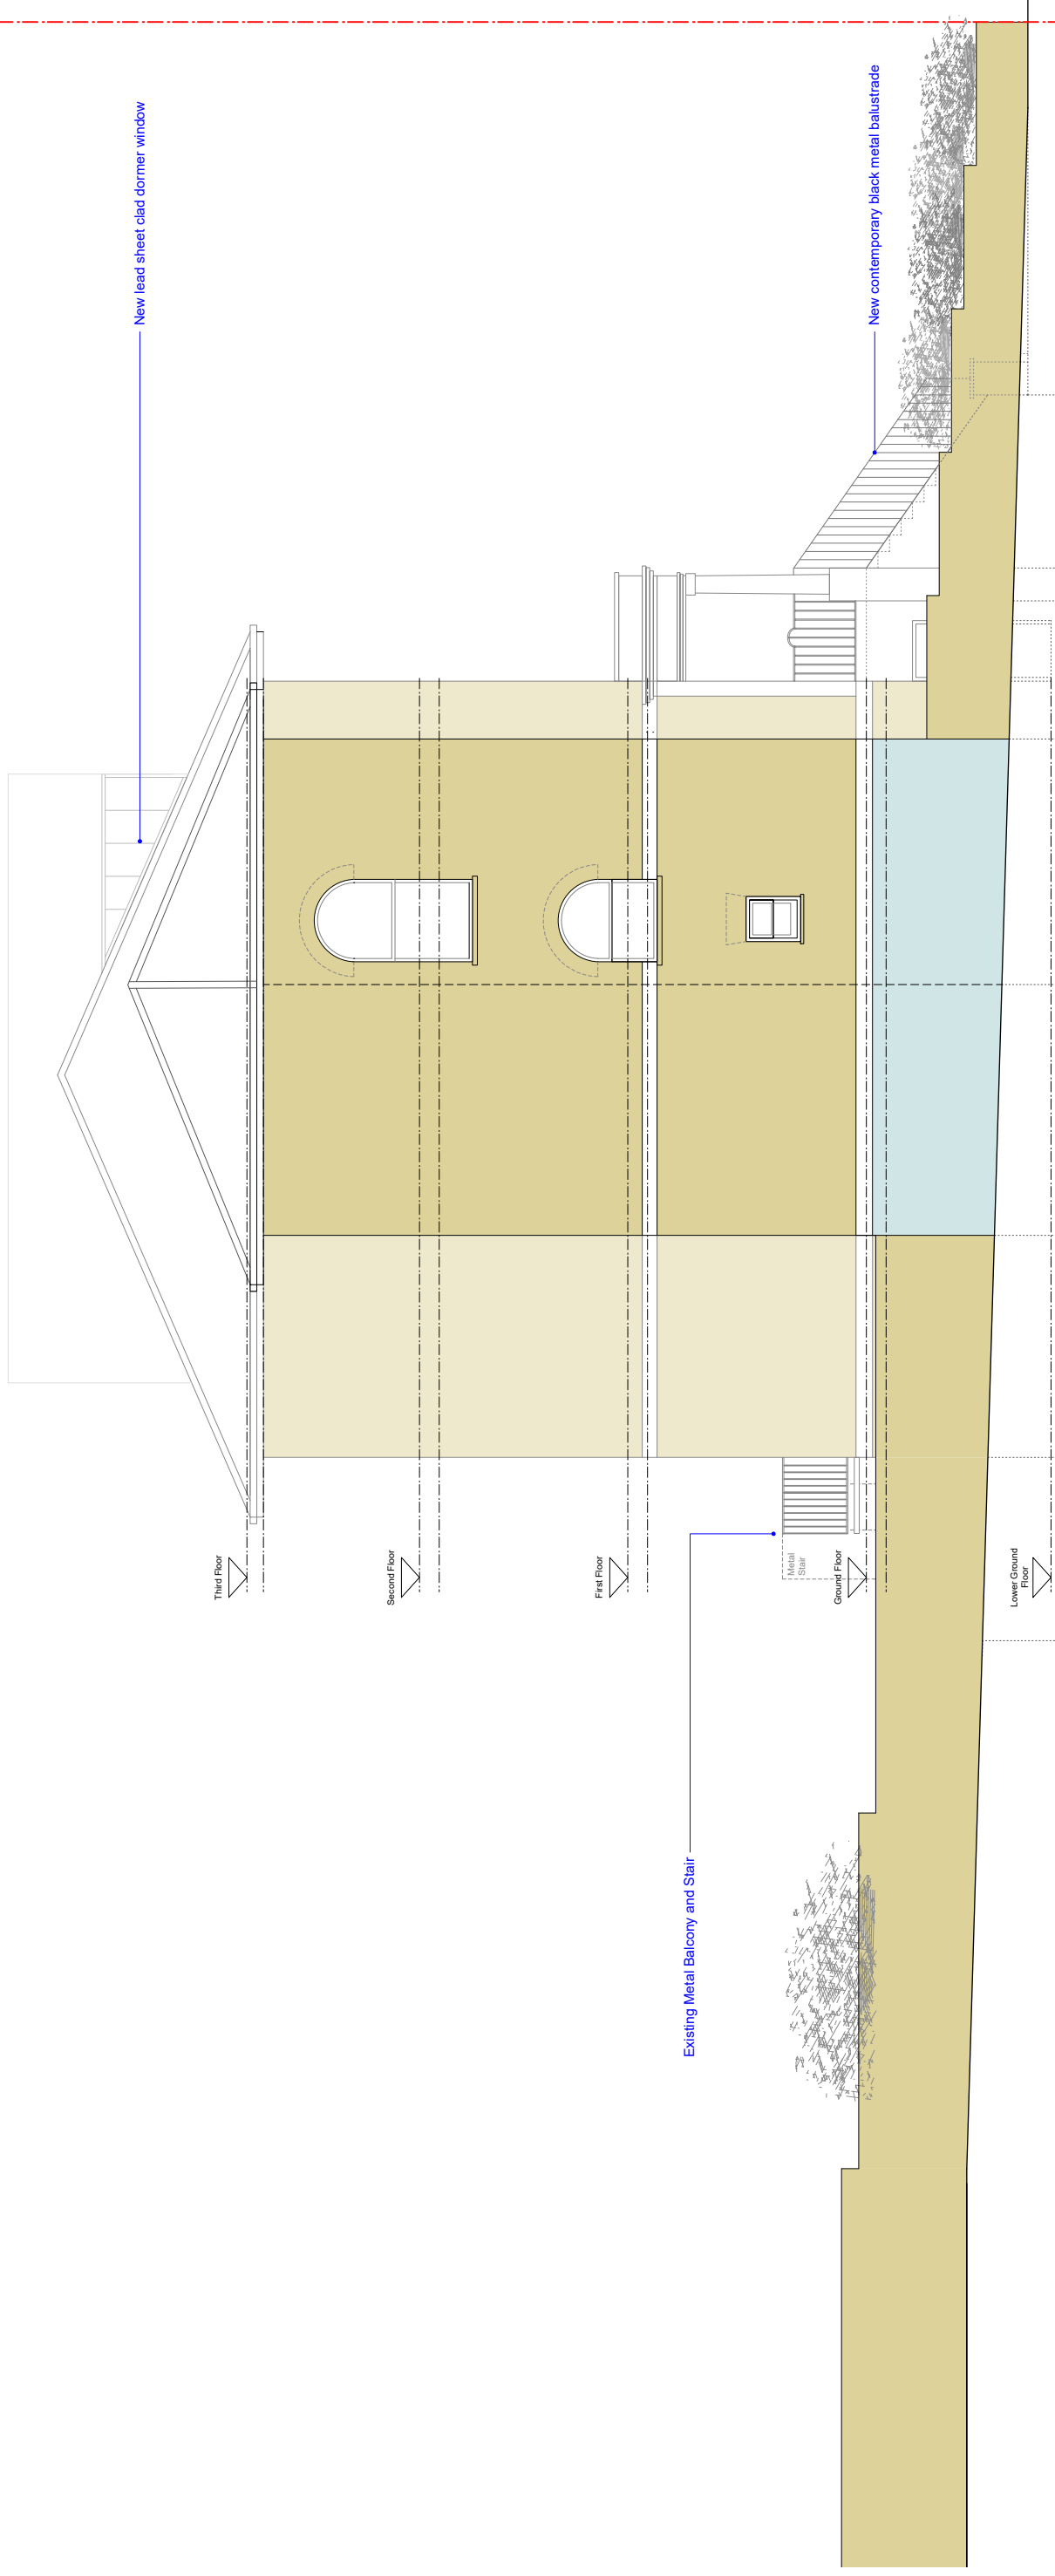 New lead sheet clad dormer window
New contemporary black metal balustrade
Existing Metal Balcony and Stair
Metal
Stair
Third Floor
Second Floor
First Floor
Ground Floor
Lower Ground
Floor